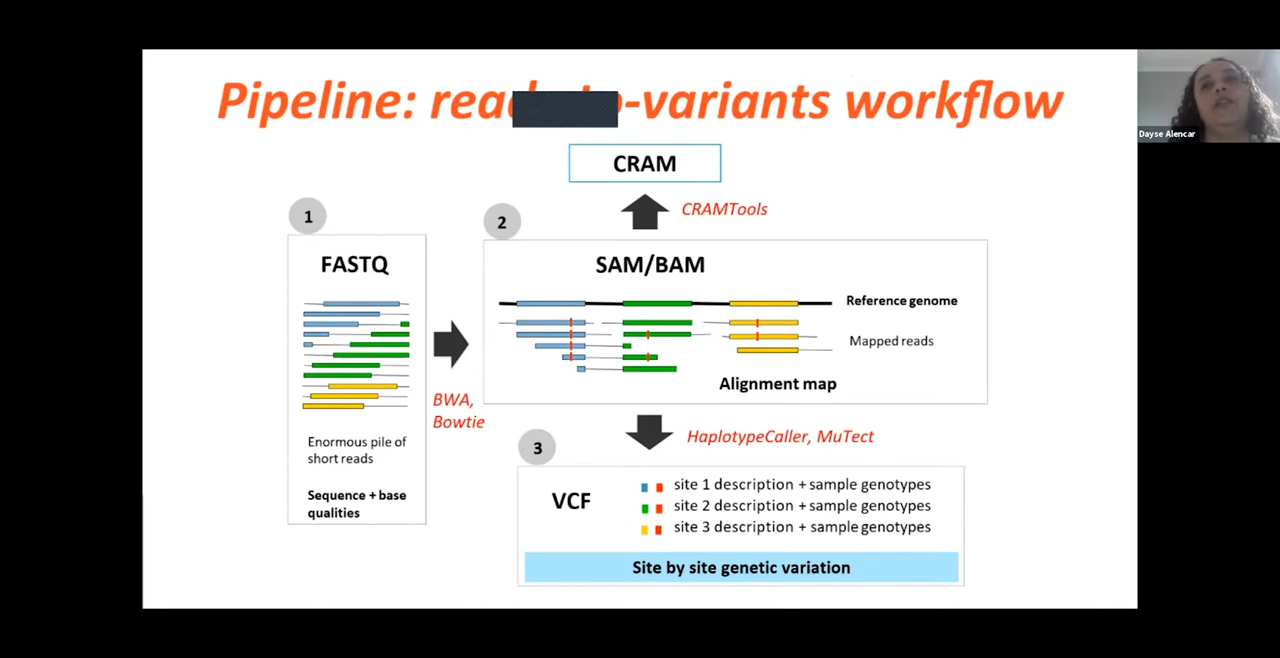 Pipeline: -variants workflow
Dayse Alencar
CRAM
CRAMTools
1
FASTQ
Enormous pile of
short reads
Sequence + base
qualities
BWA,
Bowtie
2
SAM/BAM
Reference genome
Mapped reads
Alignment map
HaplotypeCaller, MuTect
3
VCF
site 1 description + sample genotypes
site 2 description + sample genotypes
site 3 description + sample genotypes
Site by site genetic variation